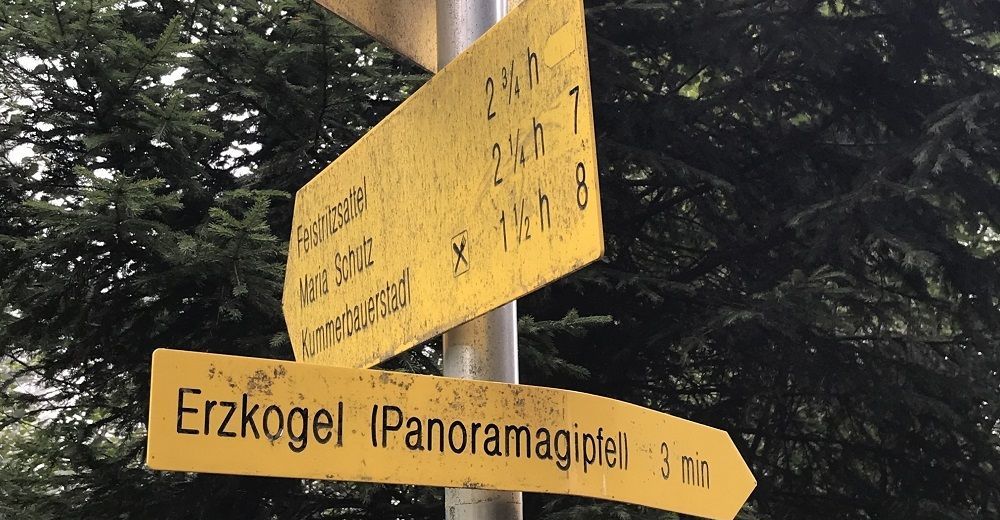 Feistritzsattel 2 ¾ h
Maria Schutz 2 ¼ h 7
Kummerbauerstadl 1 ½ h 8
Erzkogel (Panoramagipfel) 3 min